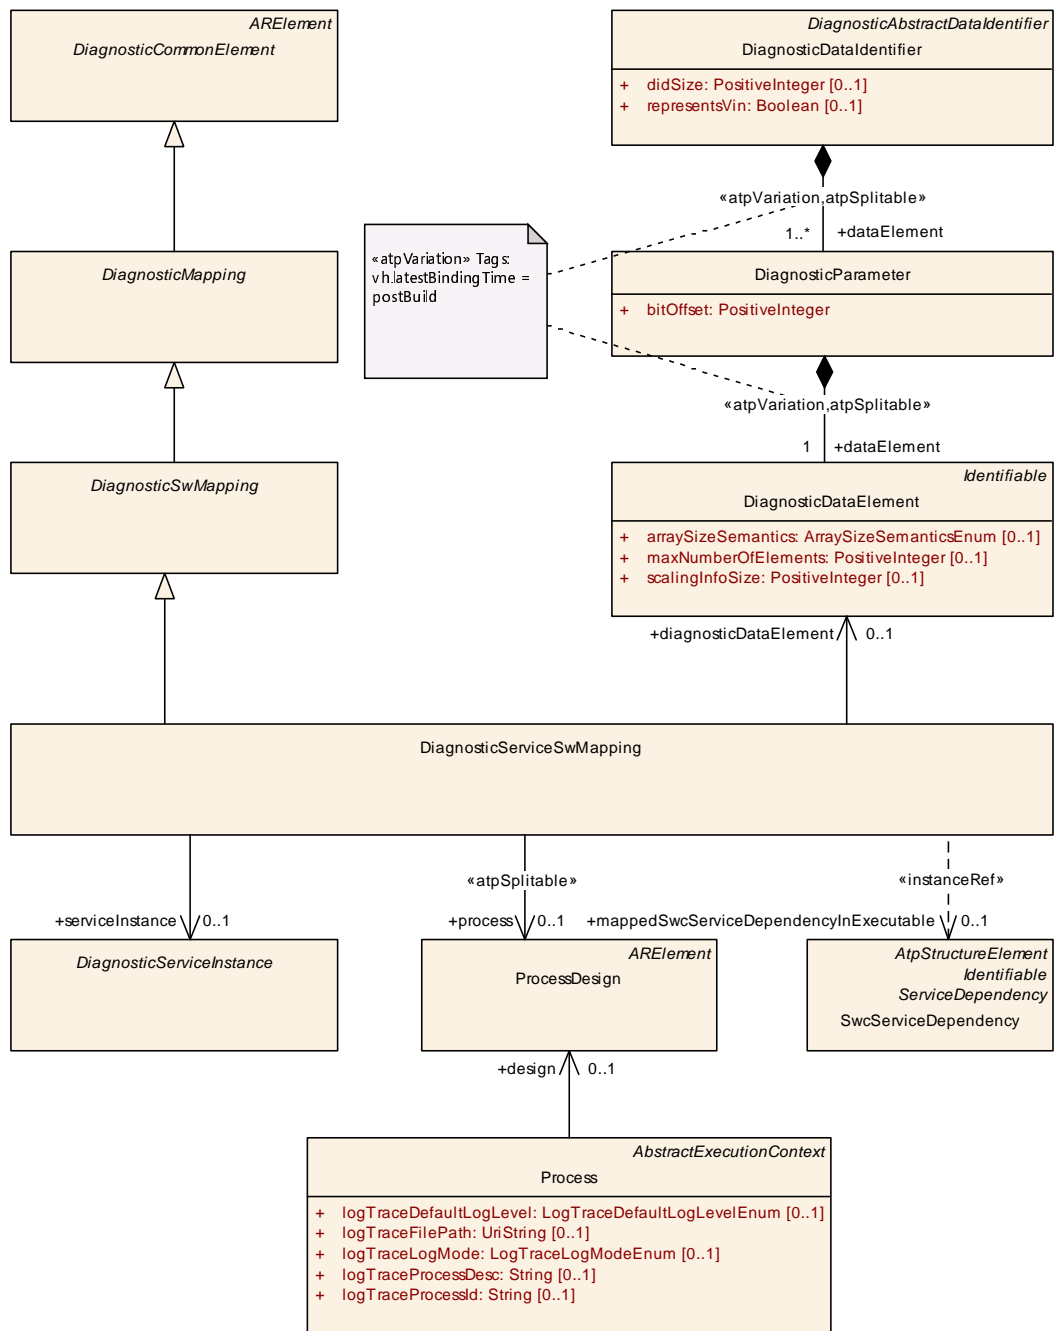 ARElement
DiagnosticCommonElement
DiagnosticAbstractDataIdentifier
DiagnosticDataIdentifier
+ didSize: PositiveInteger [0..1]
+ representsVin: Boolean [0..1]
«atpVariation,atpSplitable»
1..* +dataElement
«atpVariation» Tags:
vh.latestBindingTime =
postBuild
DiagnosticMapping
DiagnosticParameter
+ bitOffset: PositiveInteger
«atpVariation,atpSplitable»
1 +dataElement
DiagnosticSwMapping
Identifiable
DiagnosticDataElement
+ arraySizeSemantics: ArraySizeSemanticsEnum [0..1]
+ maxNumberOfElements: PositiveInteger [0..1]
+ scalingInfoSize: PositiveInteger [0..1]
+diagnosticDataElement 0..1
DiagnosticServiceSwMapping
«atpSplitable»
«instanceRef»
+serviceInstance 0..1
+process 0..1
+mappedSwcServiceDependencyInExecutable 0..1
DiagnosticServiceInstance
ARElement
ProcessDesign
AtpStructureElement
Identifiable
ServiceDependency
SwcServiceDependency
+design 0..1
AbstractExecutionContext
Process
+ logTraceDefaultLogLevel: LogTraceDefaultLogLevelEnum [0..1]
+ logTraceFilePath: UriString [0..1]
+ logTraceLogMode: LogTraceLogModeEnum [0..1]
+ logTraceProcessDesc: String [0..1]
+ logTraceProcessId: String [0..1]